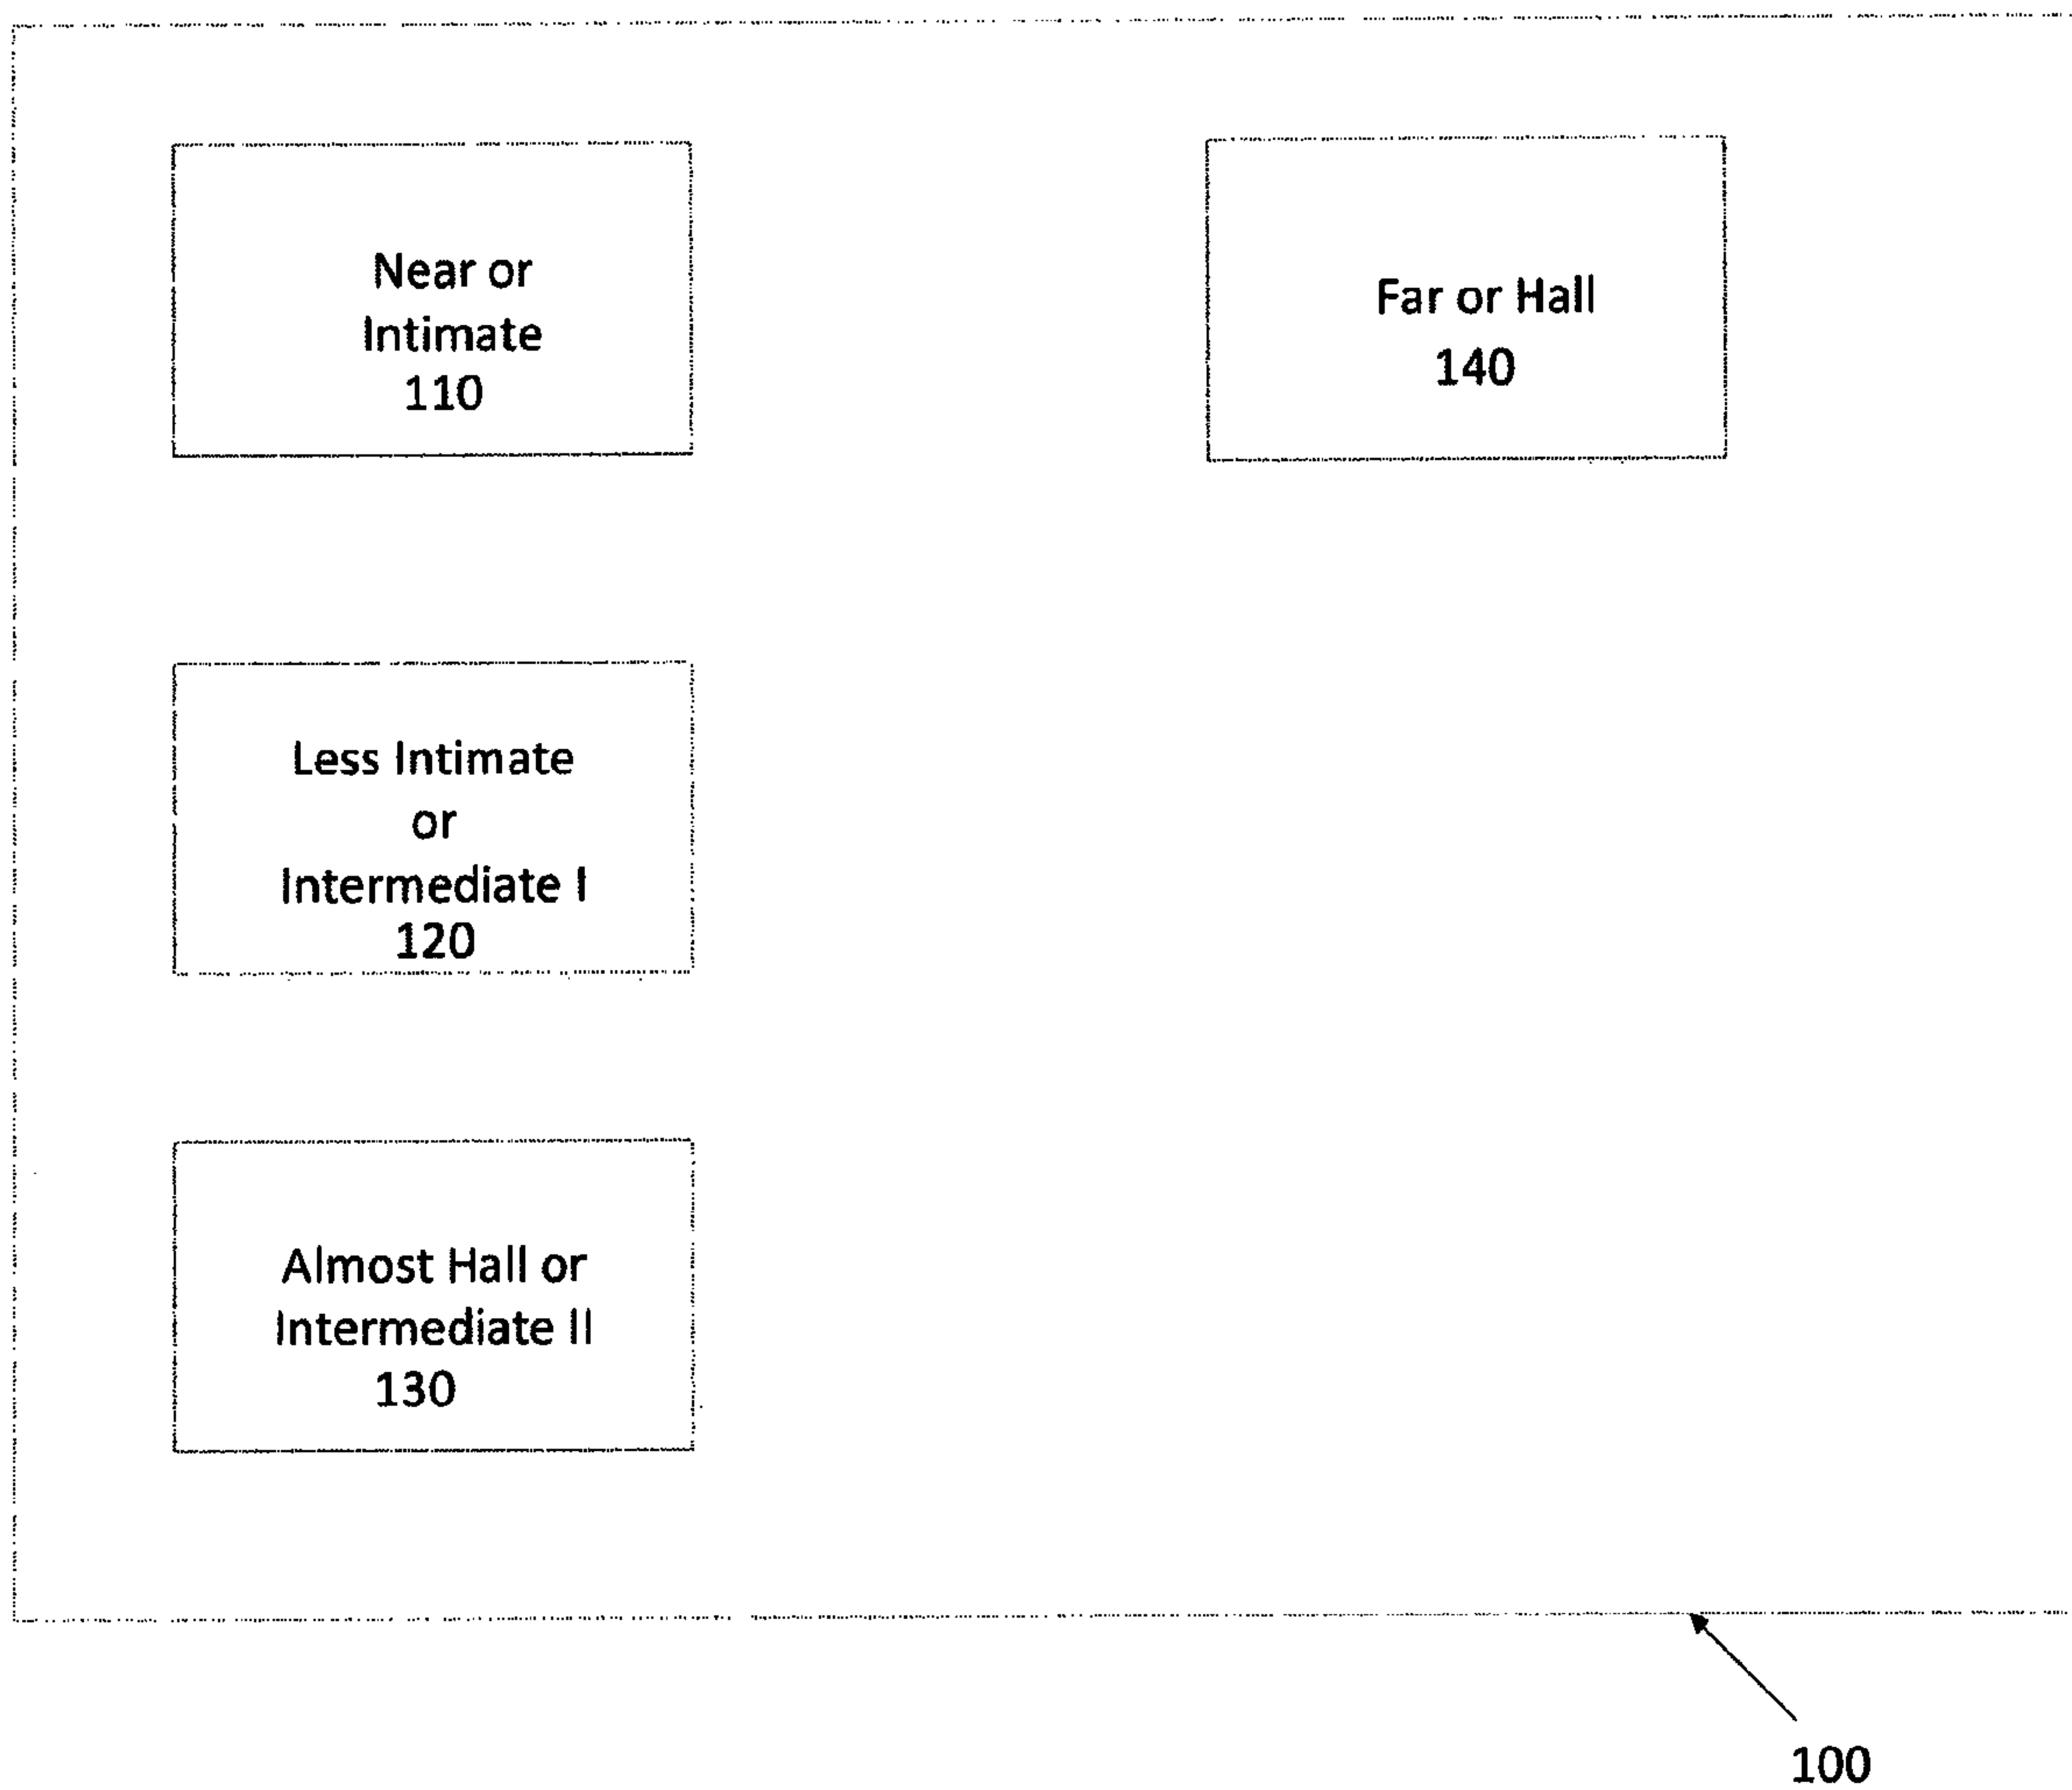 Near or
Intimate
110
Far or Hall
140
Less Intimate
or
Intermediate I
120
Almost Hall or
Intermediate II
130
100